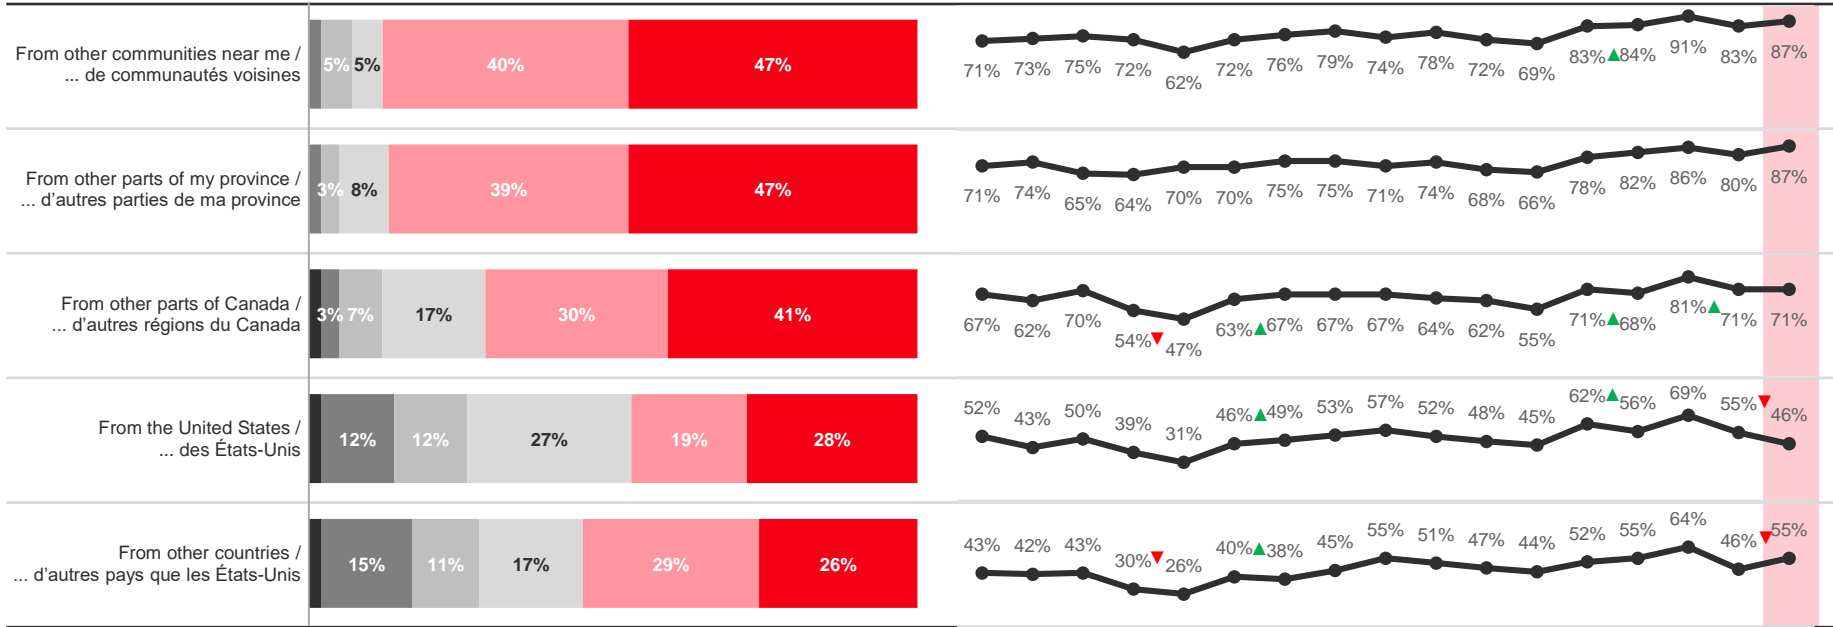 From other communities near me /
... de communautés voisines
5% 5% 40% 47%
71% 73% 75% 72% 62% 72% 76% 79% 74% 78% 72% 69% 83% ▲84% 91% 83% 87%
From other parts of my province /
... d'autres parties de ma province
3% 8% 39% 47%
71% 74% 65% 64% 70% 70% 75% 75% 71% 74% 68% 66% 78% 82% 86% 80% 87%
From other parts of Canada /
... d'autres régions du Canada
3% 7% 17% 30% 41%
67% 62% 70% 54%▼ 47% 63%▲ 67% 67% 67% 64% 62% 55% 71%▲ 68% 81%▲ 71% 71%
From the United States /
... des États-Unis
12% 12% 27% 19% 28%
52% 43% 50% 39% 31% 46%▲ 49% 53% 57% 52% 48% 45% 62%▲ 56% 69% 55%▼ 46%
From other countries /
... d'autres pays que les États-Unis
15% 11% 17% 29% 26%
43% 42% 43% 30%▼ 26% 40%▲ 38% 45% 55% 51% 47% 44% 52% 55% 64% 46%▼ 55%